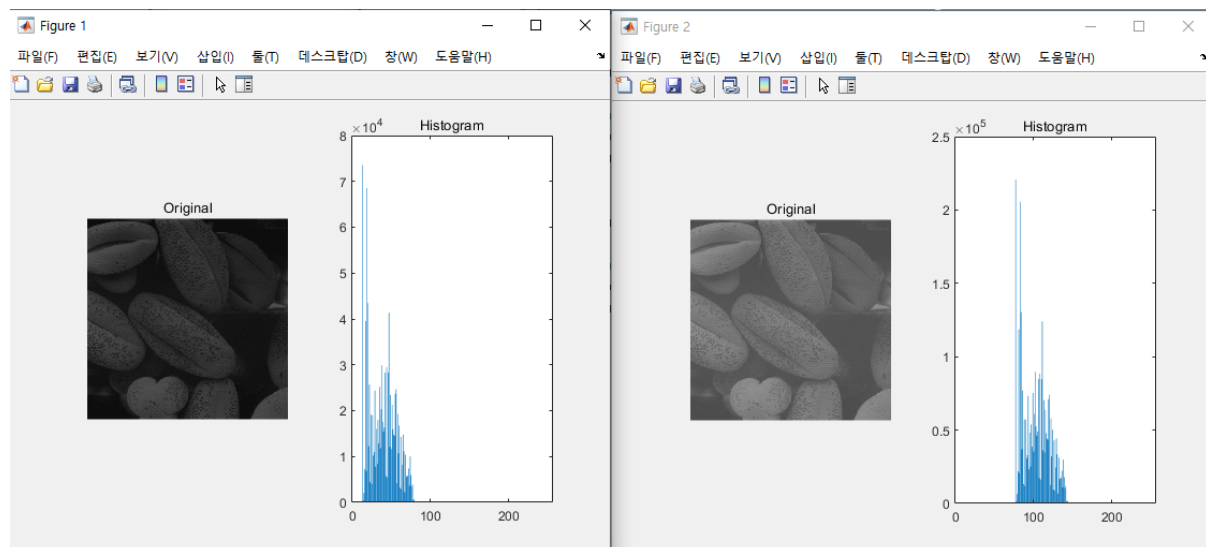 Figure 1
파일(F) 편집(E) 보기(V) 삽입(I) 툴(T) 데스크탑(D) 창(W) 도움말(H)
Original
Histogram
×10^4
8
7
6
5
4
3
2
1
0
0 100 200
Figure 2
파일(F) 편집(E) 보기(V) 삽입(I) 툴(T) 데스크탑(D) 창(W) 도움말(H)
Original
Histogram
×10^5
2.5
2
1.5
1
0.5
0
0 100 200